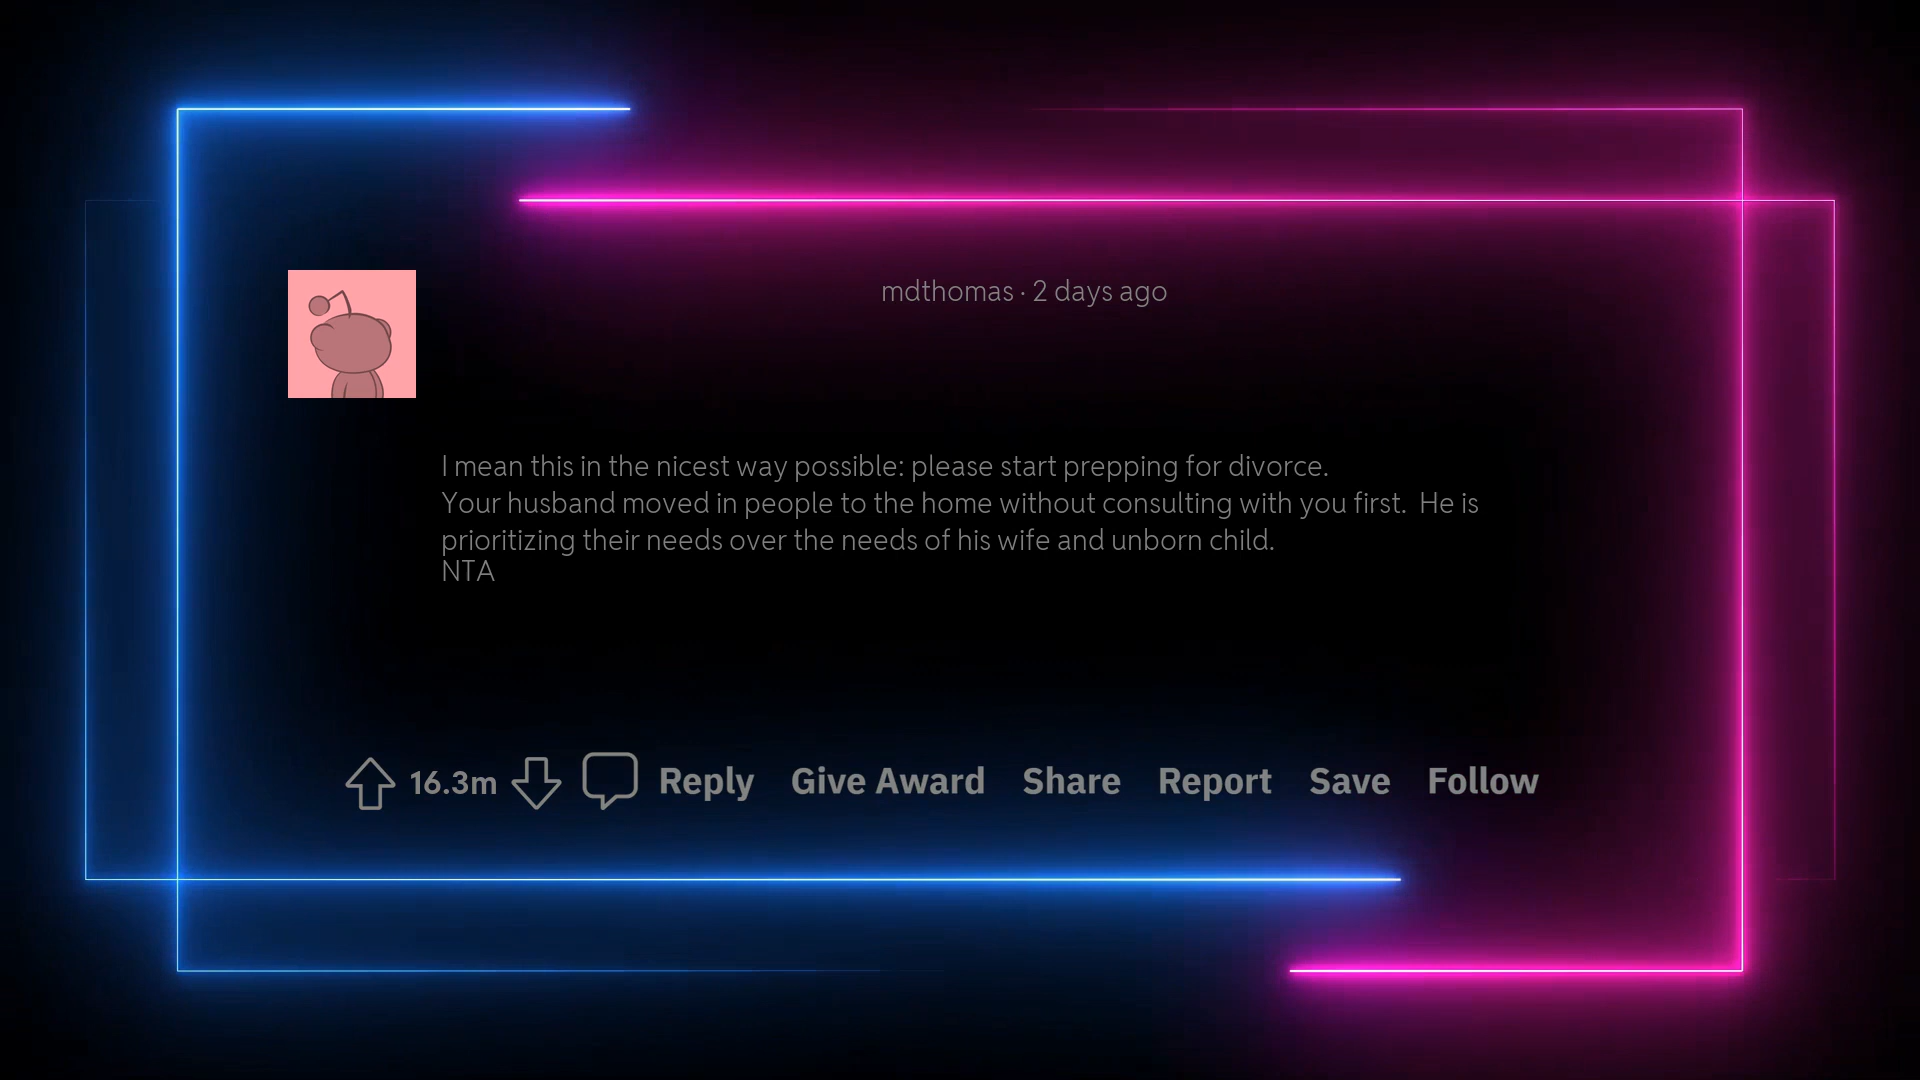 mdthomas · 2 days ago
I mean this in the nicest way possible: please start prepping for divorce.
Your husband moved in people to the home without consulting with you first.  He is
prioritizing their needs over the needs of his wife and unborn child.
NTA
16.3m Reply Give Award Share Report Save Follow